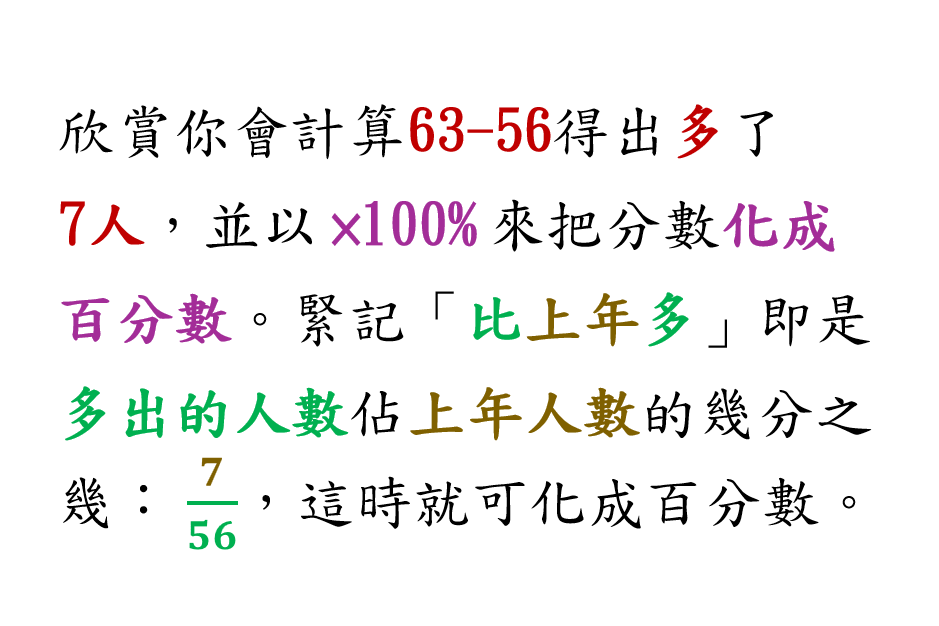 欣賞你會計算63-56得出多了
7人，並以×100%來把分數化成
百分數。緊記「比上年多」即是
多出的人數佔上年人數的幾分之
幾：7/56，這時就可化成百分數。